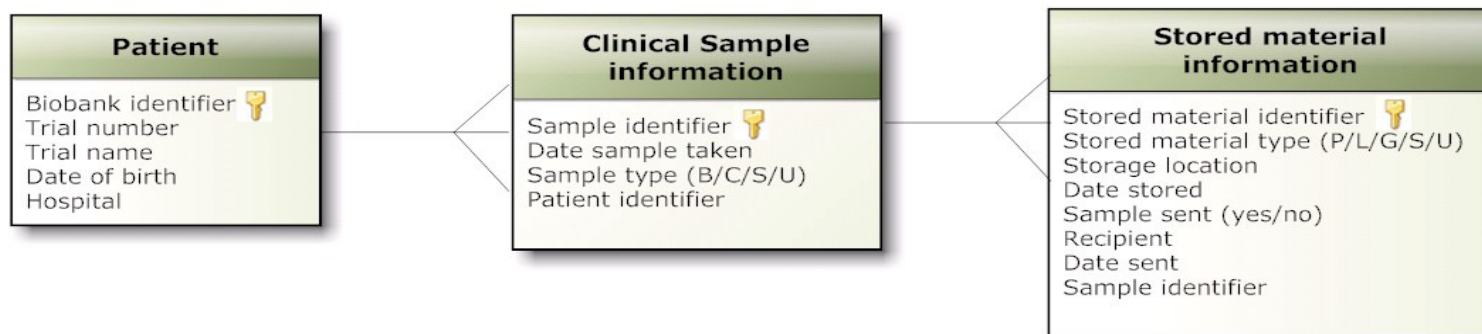 Patient
Biobank identifier
Trial number
Trial name
Date of birth
Hospital
Clinical Sample
information
Sample identifier
Date sample taken
Sample type (B/C/S/U)
Patient identifier
Stored material
information
Stored material identifier
Stored material type (P/L/G/S/U)
Storage location
Date stored
Sample sent (yes/no)
Recipient
Date sent
Sample identifier